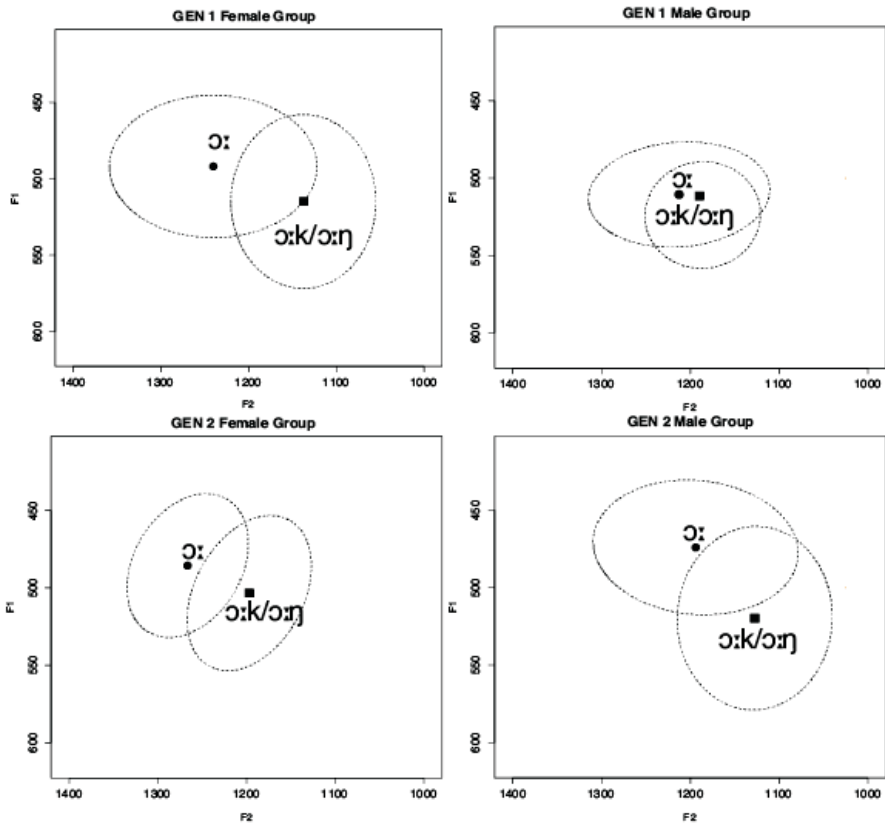 GEN 1 Female Group
450
500
550
600
F1
ɔː
ɔːk/ɔːŋ
1400 1300 1200 1100 1000
F2
GEN 1 Male Group
450
500
550
600
F1
ɔː
ɔːk/ɔːŋ
1400 1300 1200 1100 1000
F2
GEN 2 Female Group
450
500
550
600
F1
ɔː
ɔːk/ɔːŋ
1400 1300 1200 1100 1000
F2
GEN 2 Male Group
450
500
550
600
F1
ɔː
ɔːk/ɔːŋ
1400 1300 1200 1100 1000
F2